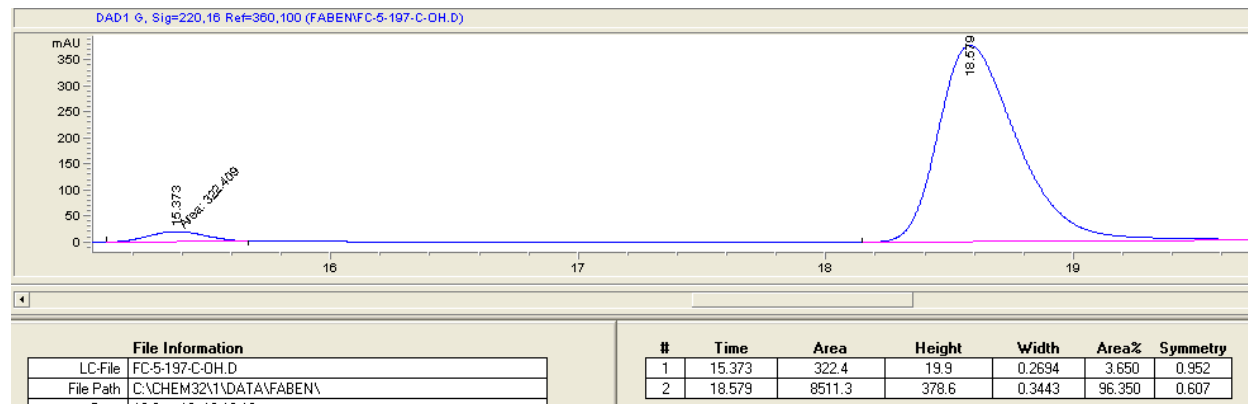 DAD1 G, Sig=220,16 Ref=360,100 (FABEN\FC-5-197-C-OH.D)
mAU
350
300
250
200
150
100
50
0
15.373
Area: 322.409
18.579
16 17 18 19
File Information
LC-File FC-5-197-C-OH.D
File Path C:\CHEM32\1\DATA\FABEN\
# Time Area Height Width Area% Symmetry
1 15.373 322.4 19.9 0.2694 3.650 0.952
2 18.579 8511.3 378.6 0.3443 96.350 0.607